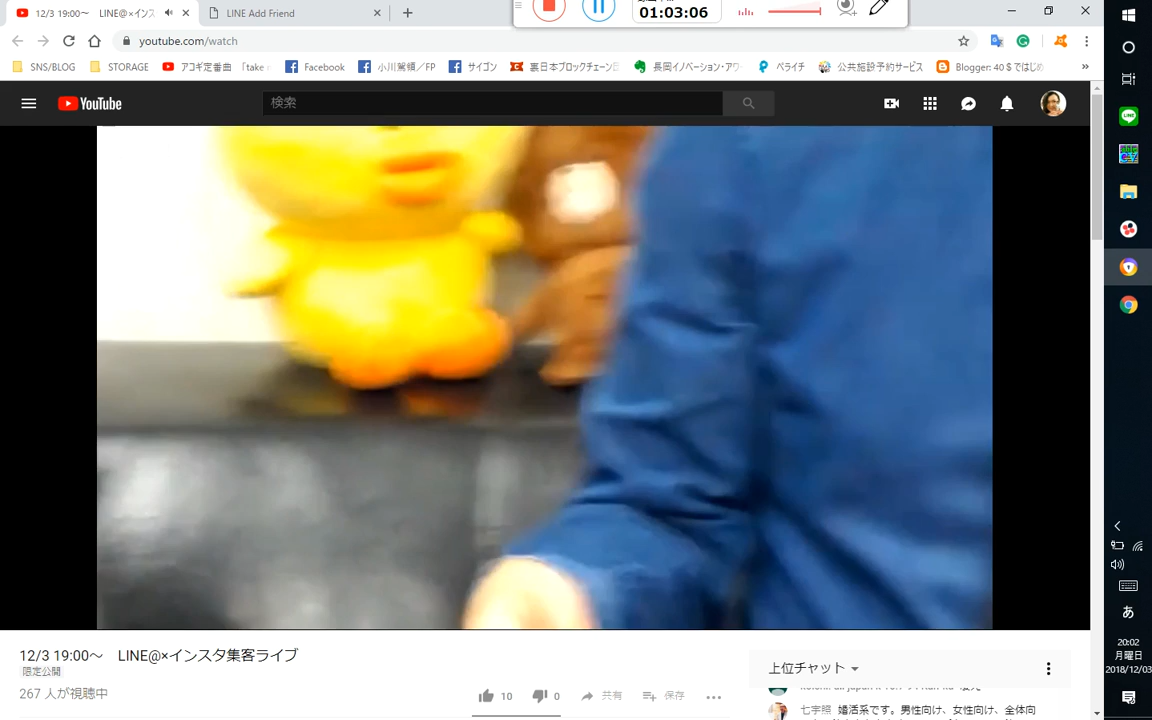 12/3 19:00～ LINE@×インス
LINE Add Friend
01:03:06
youtube.com/watch
SNS/BLOG
STORAGE
アコギ定番曲 「take
Facebook
小川駕領／FP
サイゴン
裏日本ブロックチェーン
長岡イノベーション・アワ
ペライチ
公共施設予約サービス
Blogger: 40＄ではじめ
»
YouTube
検索
12/3 19:00～ LINE@×インスタ集客ライブ
限定公開
267 人が視聴中
10
0
共有
保存
上位チャット
七宇照 婚活系です。男性向け、女性向け、全体向
あ
20:02
月曜日
2018/12/03